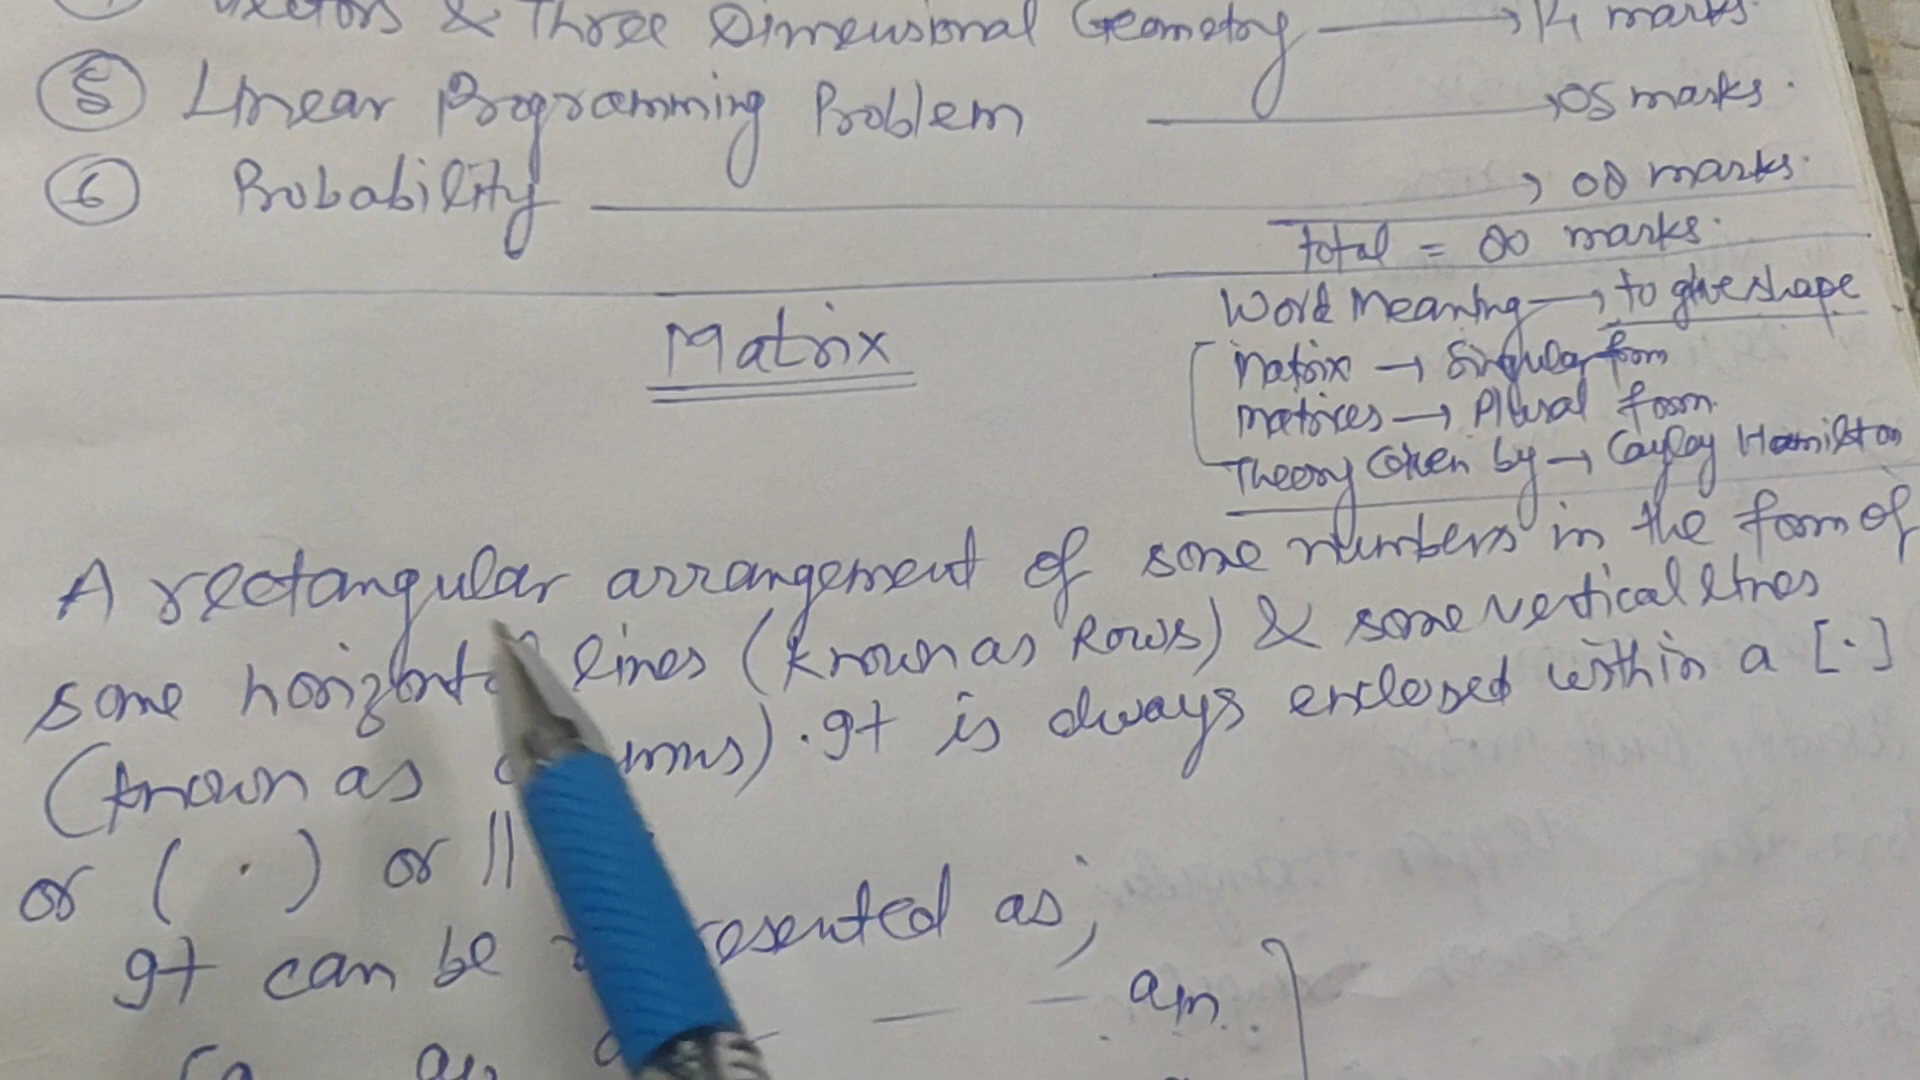 Vectors & Three Dimensional Geometry → 14 marks.
⑤ Linear Programming Problem → 05 marks.
⑥ Probability → 08 marks.
Total = 80 marks.
Matrix
Word Meaning → to give shape
Matrix → Singular form
Matrices → Plural form.
Theory Given by → Cayley Hamilton
A rectangular arrangement of some numbers in the form of
some horizontal lines (known as Rows) & some vertical lines
(known as mns). It is always enclosed within a [·]
or ( · ) or ||
It can be resented as,
— — a1n